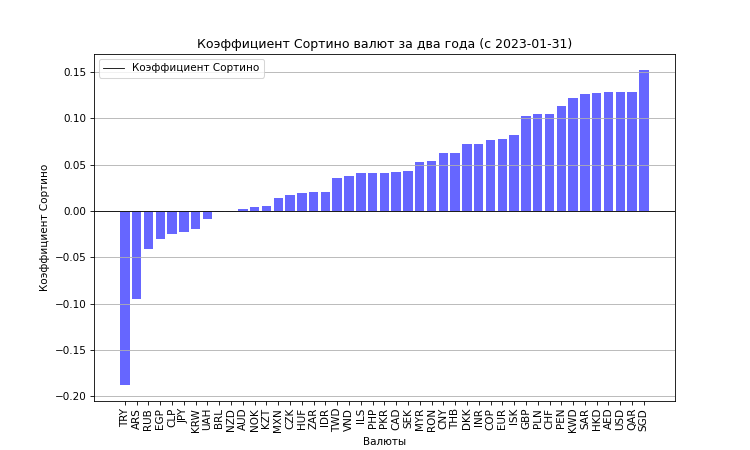 Коэффициент Сортино валют за два года (с 2023-01-31)
Коэффициент Сортино
Коэффициент Сортино
0.15
0.10
0.05
0.00
−0.05
−0.10
−0.15
−0.20
TRY ARS RUB EGP CLP JPY KRW UAH BRL NZD AUD NOK KZT MXN CZK HUF ZAR IDR TWD VND ILS PHP PKR CAD SEK MYR RON CNY THB DKK INR COP EUR ISK GBP PLN CHF PEN KWD SAR HKD AED USD QAR SGD
Валюты